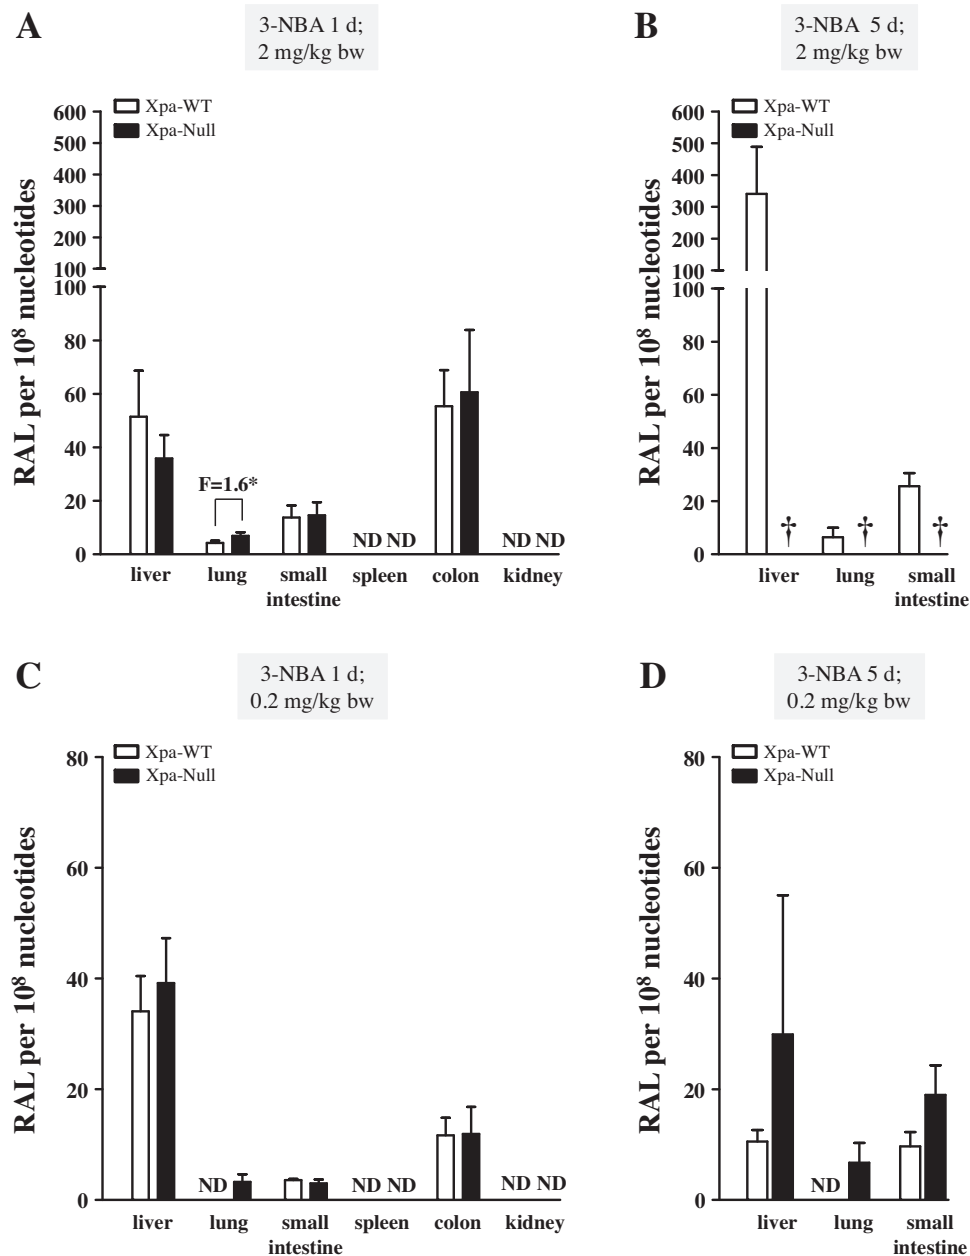 A
3-NBA 1 d;
2 mg/kg bw
Xpa-WT
Xpa-Null
RAL per 10⁸ nucleotides
600
500
400
300
200
100
100
80
60
40
20
0
F=1.6*
ND ND
ND ND
liver lung small intestine spleen colon kidney
B
3-NBA 5 d;
2 mg/kg bw
Xpa-WT
Xpa-Null
RAL per 10⁸ nucleotides
600
500
400
300
200
100
100
80
60
40
20
0
‡ ‡ ‡
liver lung small intestine
C
3-NBA 1 d;
0.2 mg/kg bw
Xpa-WT
Xpa-Null
RAL per 10⁸ nucleotides
80
60
40
20
0
ND
ND ND
ND ND
liver lung small intestine spleen colon kidney
D
3-NBA 5 d;
0.2 mg/kg bw
Xpa-WT
Xpa-Null
RAL per 10⁸ nucleotides
80
60
40
20
0
ND
liver lung small intestine